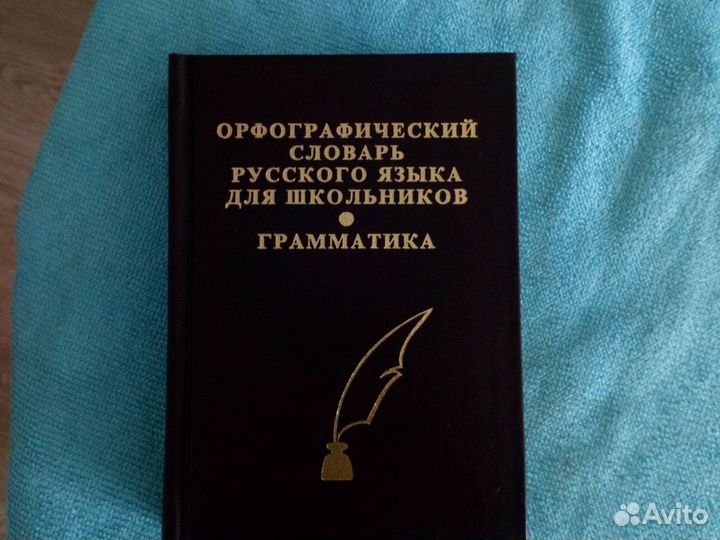 ОРФОГРАФИЧЕСКИЙ
СЛОВАРЬ
РУССКОГО ЯЗЫКА
ДЛЯ ШКОЛЬНИКОВ
ГРАММАТИКА
Avito